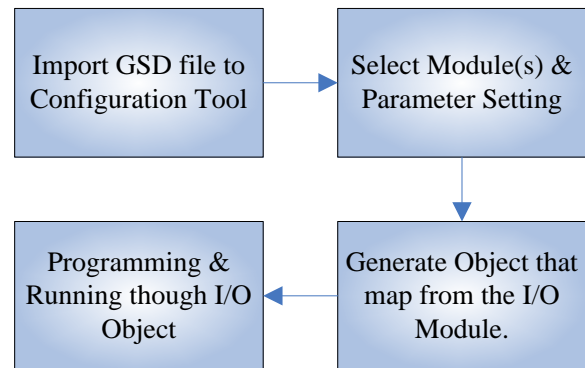 Import GSD file to
Configuration Tool
Select Module(s) &
Parameter Setting
Programming &
Running though I/O
Object
Generate Object that
map from the I/O
Module.